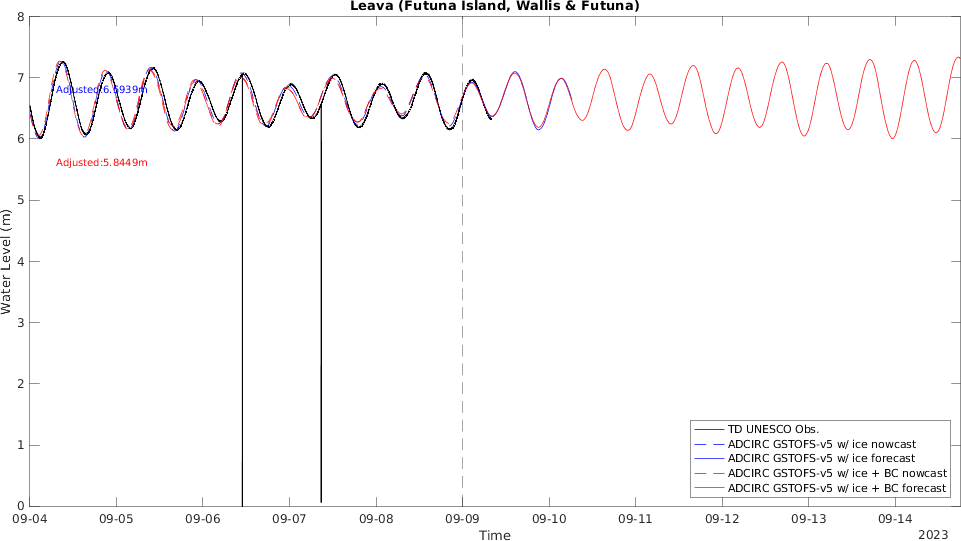 Leava (Futuna Island, Wallis & Futuna)
8
7
6
5
4
3
2
1
0
Water Level (m)
Adjusted:6.6939m
Adjusted:5.8449m
TD UNESCO Obs.
ADCIRC GSTOFS-v5 w/ ice nowcast
ADCIRC GSTOFS-v5 w/ ice forecast
ADCIRC GSTOFS-v5 w/ ice + BC nowcast
ADCIRC GSTOFS-v5 w/ ice + BC forecast
09-04 09-05 09-06 09-07 09-08 09-09 09-10 09-11 09-12 09-13 09-14
Time
2023